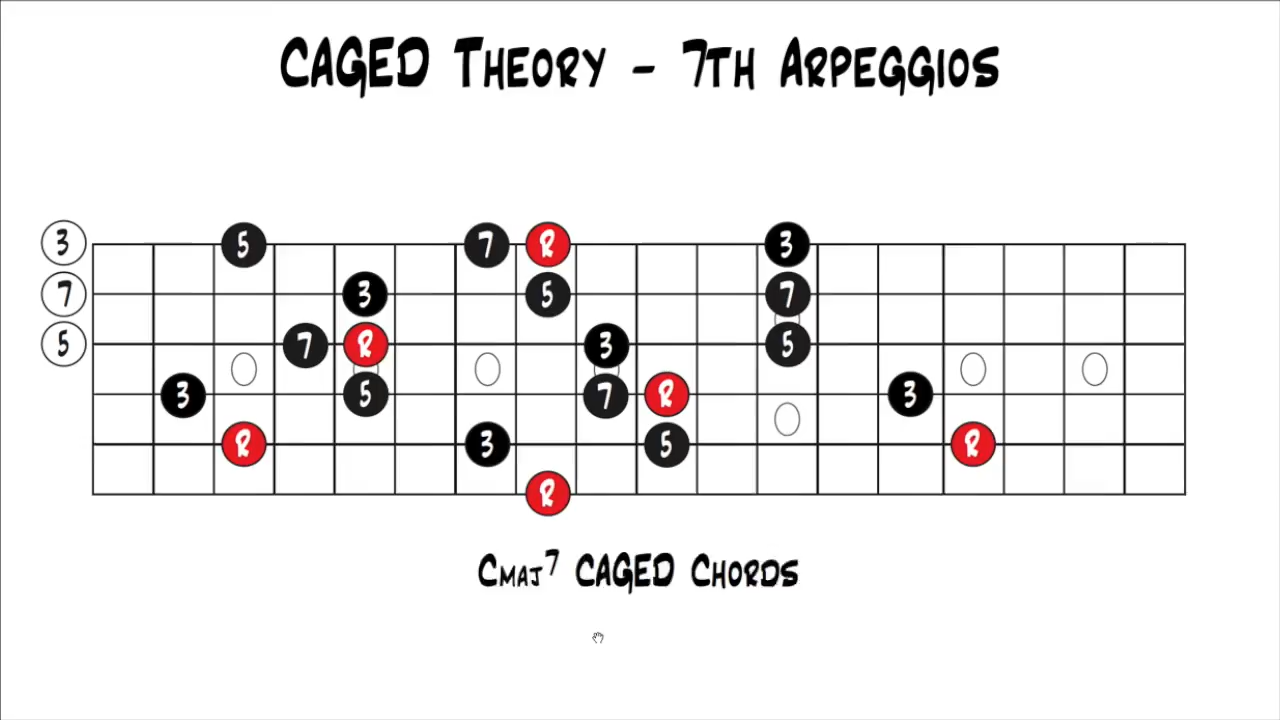 CAGED THEORY - 7TH ARPEGGIOS
3 5 7 R 3
7 3 5 7
5 7 R 3 5
3 5 7 R 3
R 3 5 R
R
CMAJ7 CAGED CHORDS